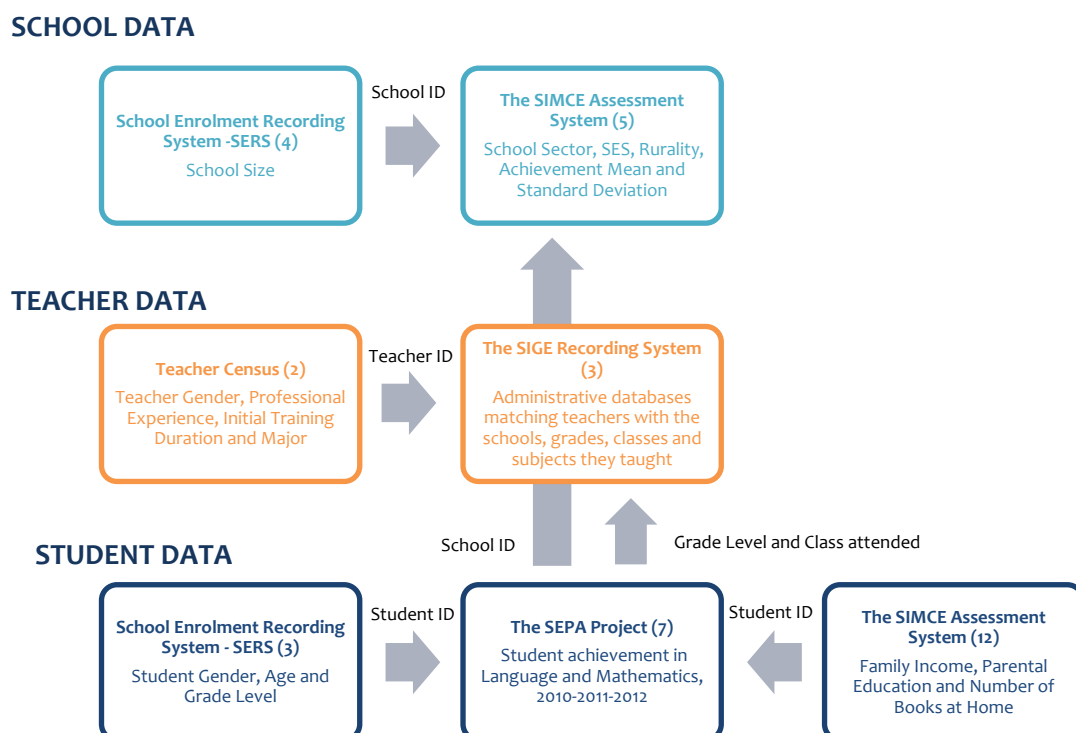 SCHOOL DATA
School Enrolment Recording
System -SERS (4)
School Size
School ID
The SIMCE Assessment
System (5)
School Sector, SES, Rurality,
Achievement Mean and
Standard Deviation
TEACHER DATA
Teacher Census (2)
Teacher Gender, Professional
Experience, Initial Training
Duration and Major
Teacher ID
The SIGE Recording System
(3)
Administrative databases
matching teachers with the
schools, grades, classes and
subjects they taught
School ID
Grade Level and Class attended
STUDENT DATA
School Enrolment Recording
System - SERS (3)
Student Gender, Age and
Grade Level
Student ID
The SEPA Project (7)
Student achievement in
Language and Mathematics,
2010-2011-2012
Student ID
The SIMCE Assessment
System (12)
Family Income, Parental
Education and Number of
Books at Home